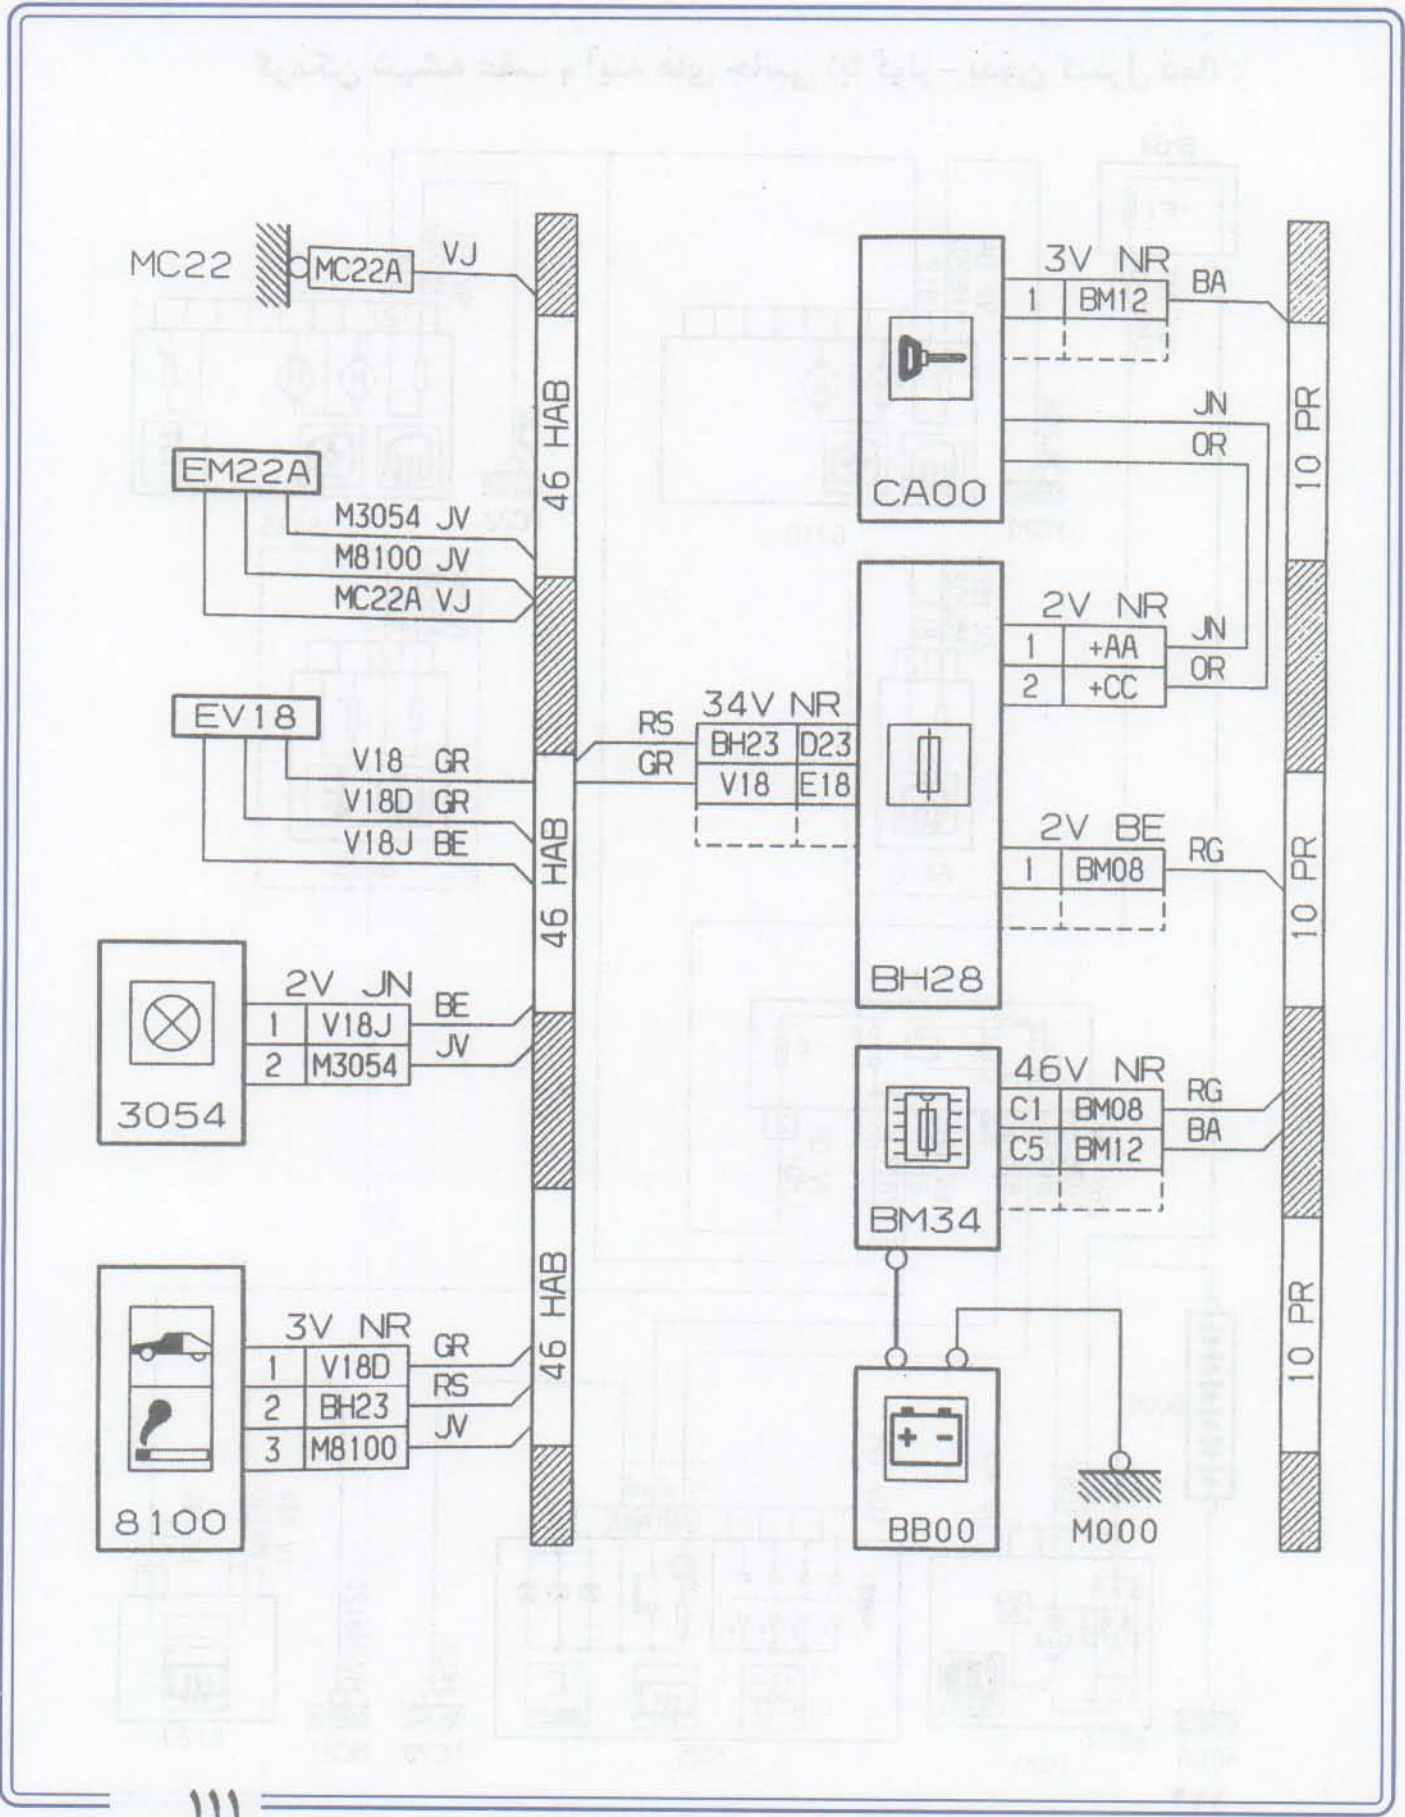 MC22
MC22A
VJ
46 HAB
EM22A
M3054 JV
M8100 JV
MC22A VJ
EV18
V18 GR
V18D GR
V18J BE
46 HAB
3054
2V JN
1 V18J BE
2 M3054 JV
8100
3V NR
1 V18D GR
2 BH23 RS
3 M8100 JV
46 HAB
CA00
3V NR
1 BM12 BA
JN
OR
10 PR
BH28
2V NR
1 +AA JN
2 +CC OR
34V NR
RS BH23 D23
GR V18 E18
2V BE
1 BM08 RG
10 PR
BM34
46V NR
C1 BM08 RG
C5 BM12 BA
10 PR
+ -
BB00
M000